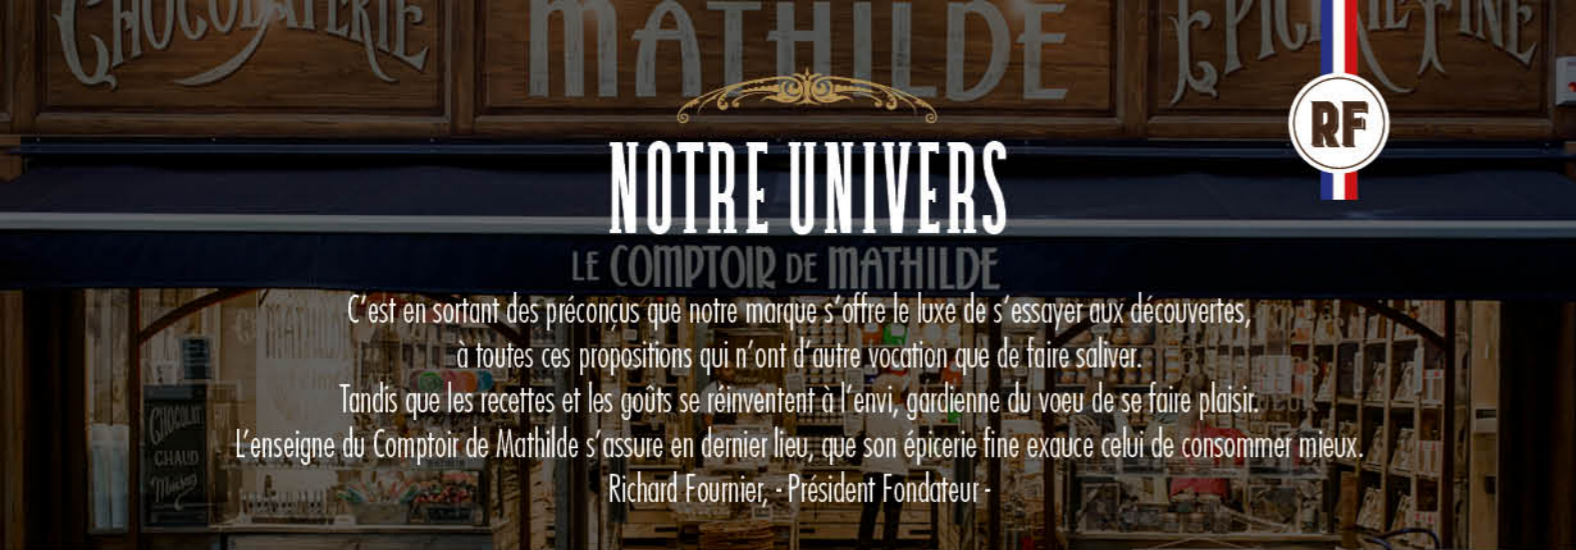 CHOCOLATERIE
MATHILDE
EPICERIE FINE
RF
NOTRE UNIVERS
LE COMPTOIR DE MATHILDE
C'est en sortant des préconçus que notre marque s'offre le luxe de s'essayer aux découvertes,
à toutes ces propositions qui n'ont d'autre vocation que de faire saliver.
Tandis que les recettes et les goûts se réinventent à l'envi, gardienne du voeu de se faire plaisir.
L'enseigne du Comptoir de Mathilde s'assure en dernier lieu, que son épicerie fine exauce celui de consommer mieux.
Richard Fournier, - Président Fondateur -
CHOCOLAT
CHAUD
Maison